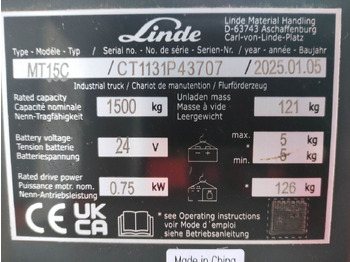 Linde
Linde Material Handling
D-63743 Aschaffenburg
Carl-von-Linde-Platz
Type - Modèle - Typ / Serial no. - No. de série - Serien-Nr. / year - année - Baujahr
MT15C / CT1131P43707 / 2025.01.05
Industrial truck / Chariot de manutention / Flurförderzeug
Rated capacity
Capacité nominale
Nenn-Tragfähigkeit
1500 kg
Unladen mass
Masse à vide
Leergewicht
121 kg
Battery voltage
Tension batterie
Batteriespannung
24 V
max.
5 kg
* min.
5 kg
Rated drive power
Puissance motr. nom.
Nenn-Antriebsleistung
0.75 kW
* 126 kg
CE UK CA
* see Operating instructions
voir Mode d'emploi
siehe Betriebsanleitung
Made in China